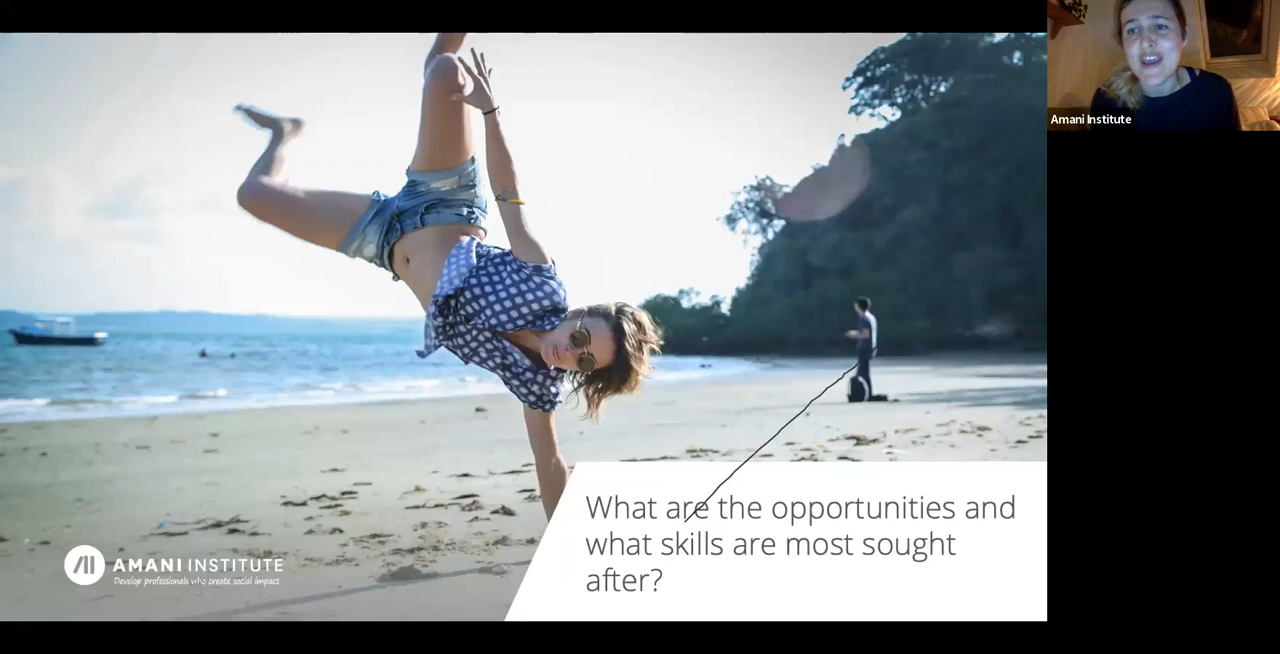 Amani Institute
What are the opportunities and
what skills are most sought
after?
AMANI INSTITUTE
Develop professionals who create social impact